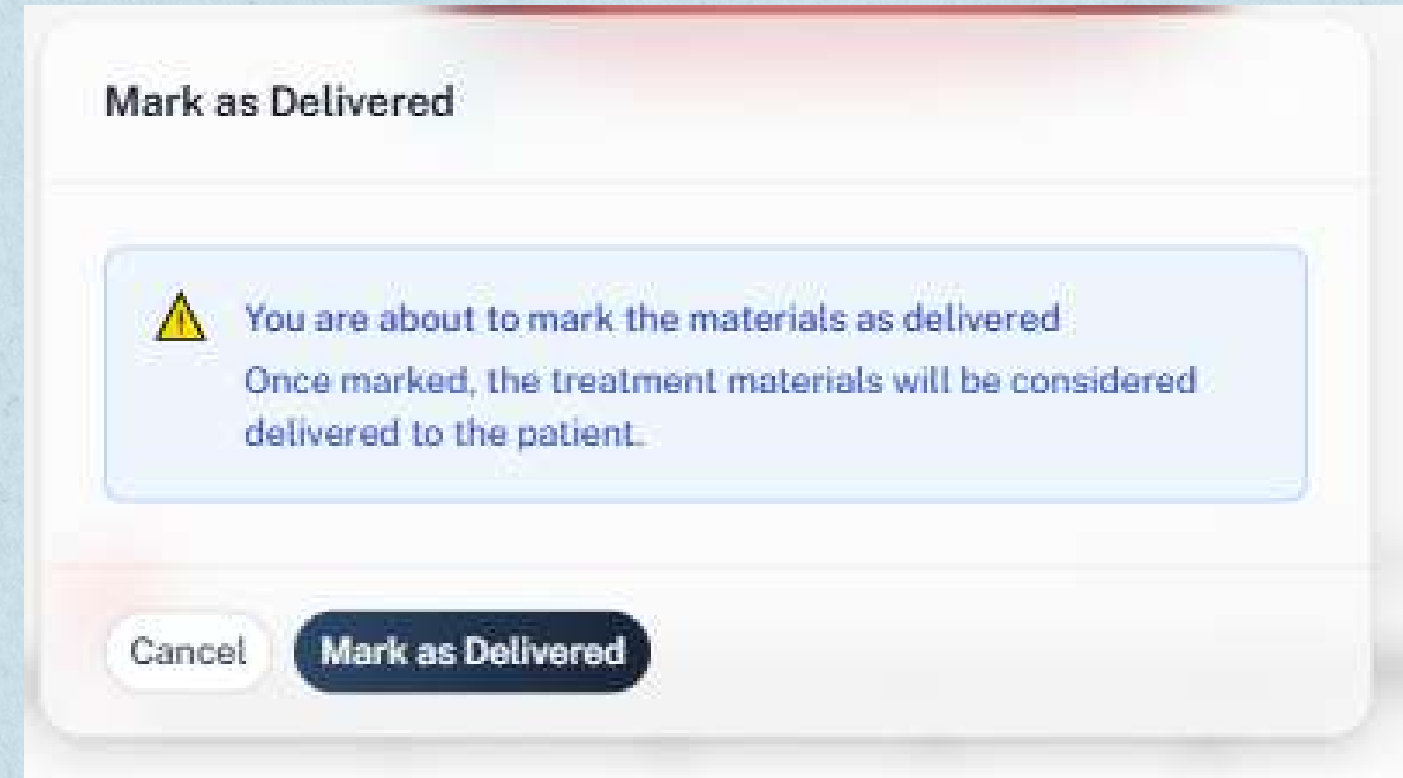 Mark as Delivered
You are about to mark the materials as delivered
Once marked, the treatment materials will be considered
delivered to the patient.
Cancel
Mark as Delivered